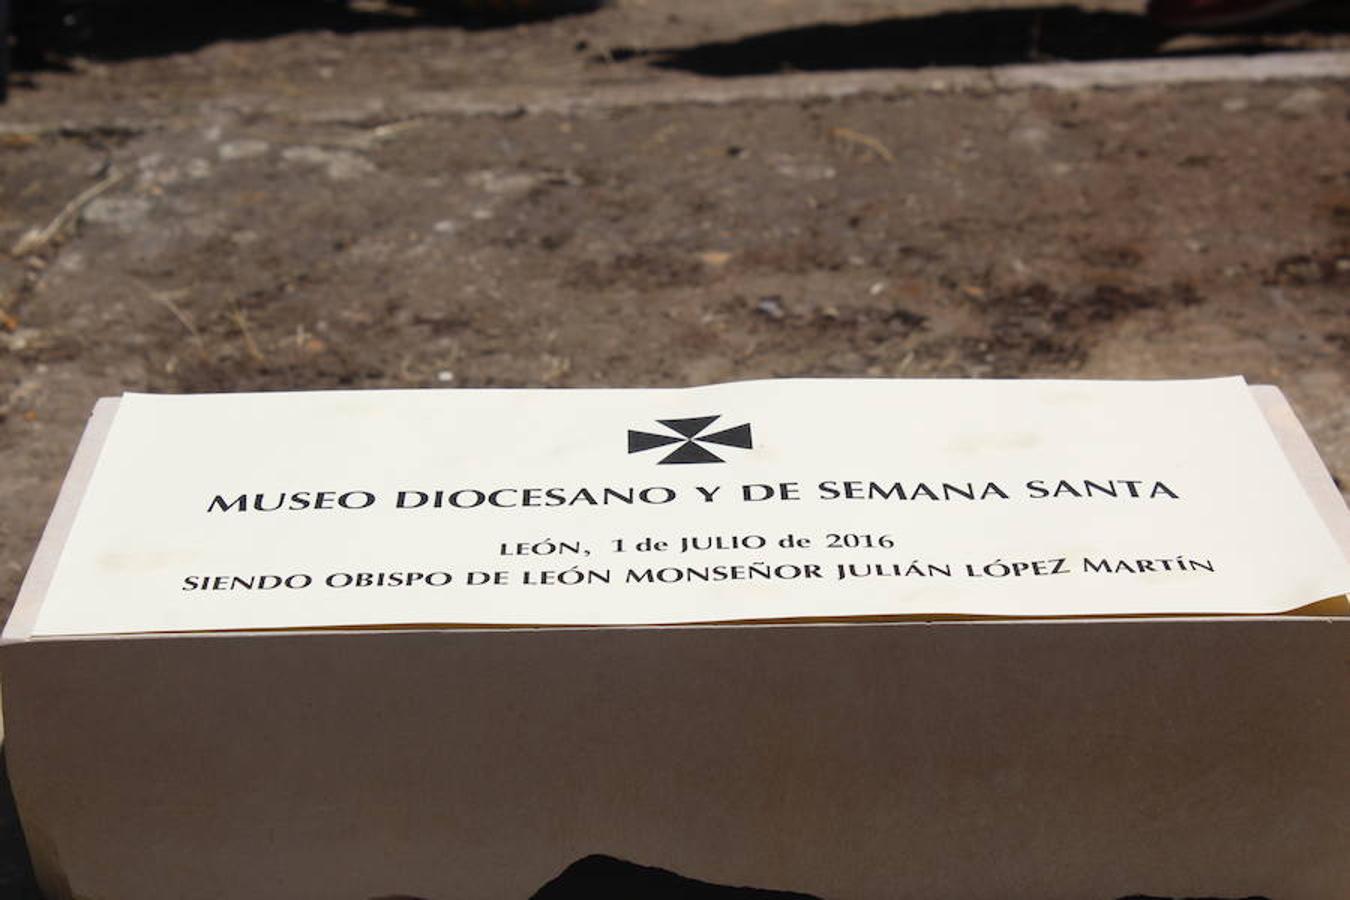 MUSEO DIOCESANO Y DE SEMANA SANTA
LEÓN, 1 de JULIO de 2016
SIENDO OBISPO DE LEÓN MONSEÑOR JULIÁN LÓPEZ MARTÍN